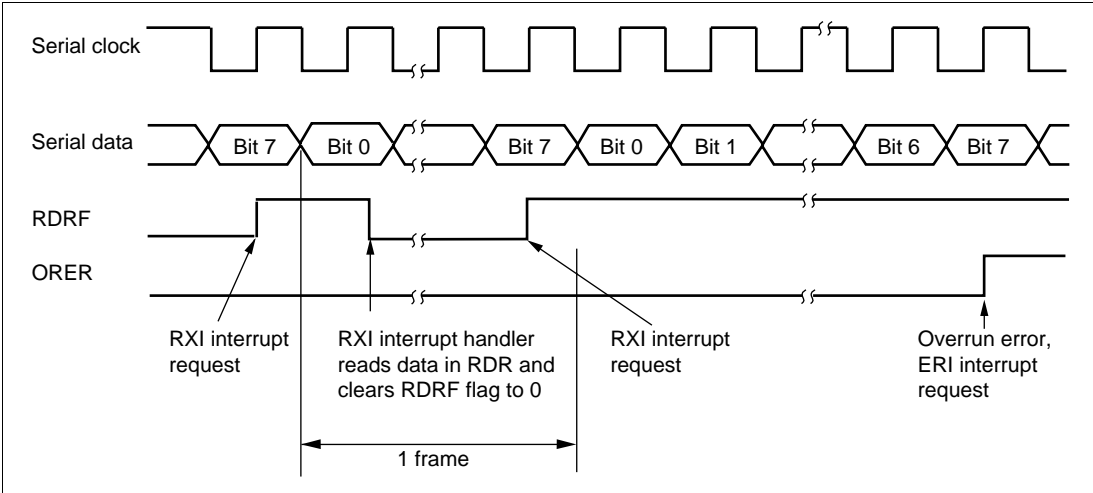 Serial clock
Serial data
Bit 7
Bit 0
Bit 7
Bit 0
Bit 1
Bit 6
Bit 7
RDRF
ORER
RXI interrupt
request
RXI interrupt handler
reads data in RDR and
clears RDRF flag to 0
RXI interrupt
request
Overrun error,
ERI interrupt
request
1 frame